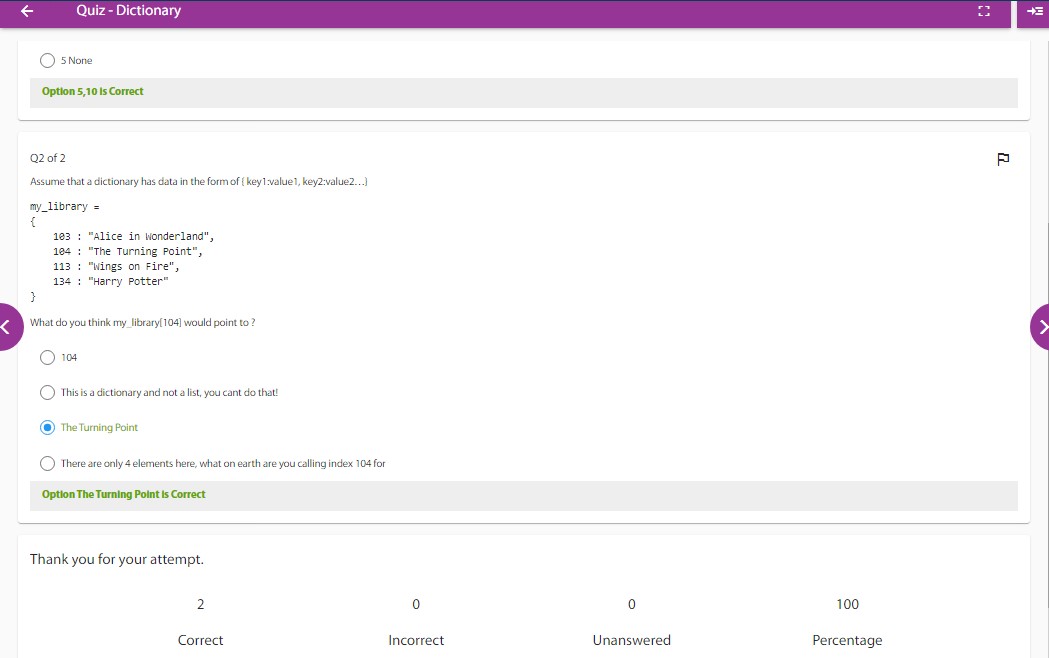 Quiz - Dictionary
5 None
Option 5,10 is Correct
Q2 of 2
Assume that a dictionary has data in the form of { key1:value1, key2:value2…}
my_library =
{
103 : "Alice in Wonderland",
104 : "The Turning Point",
113 : "Wings on Fire",
134 : "Harry Potter"
}
What do you think my_library[104] would point to ?
104
This is a dictionary and not a list, you cant do that!
The Turning Point
There are only 4 elements here, what on earth are you calling index 104 for
Option The Turning Point is Correct
Thank you for your attempt.
2 0 0 100
Correct Incorrect Unanswered Percentage